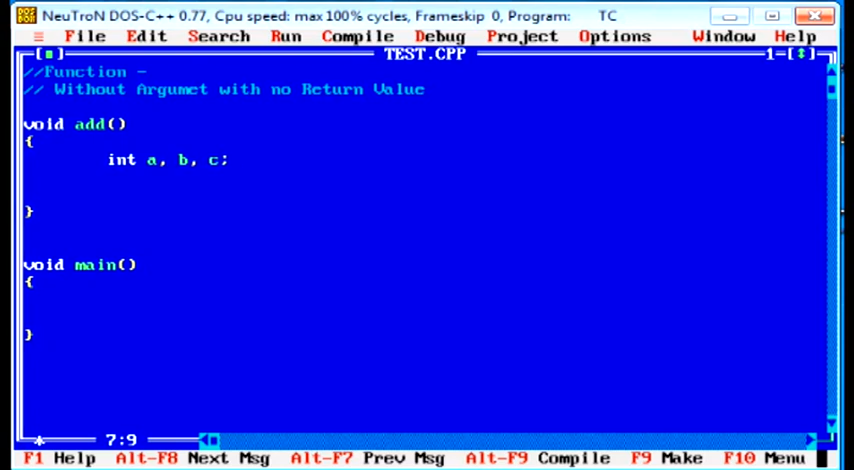 NeuTroN DOS-C++ 0.77, Cpu speed: max 100% cycles, Frameskip 0, Program: TC
≡ File Edit Search Run Compile Debug Project Options Window Help
TEST.CPP 1
//Function -
// Without Argumet with no Return Value
void add()
{
int a, b, c;
}
void main()
{
}
7:9
F1 Help Alt-F8 Next Msg Alt-F7 Prev Msg Alt-F9 Compile F9 Make F10 Menu